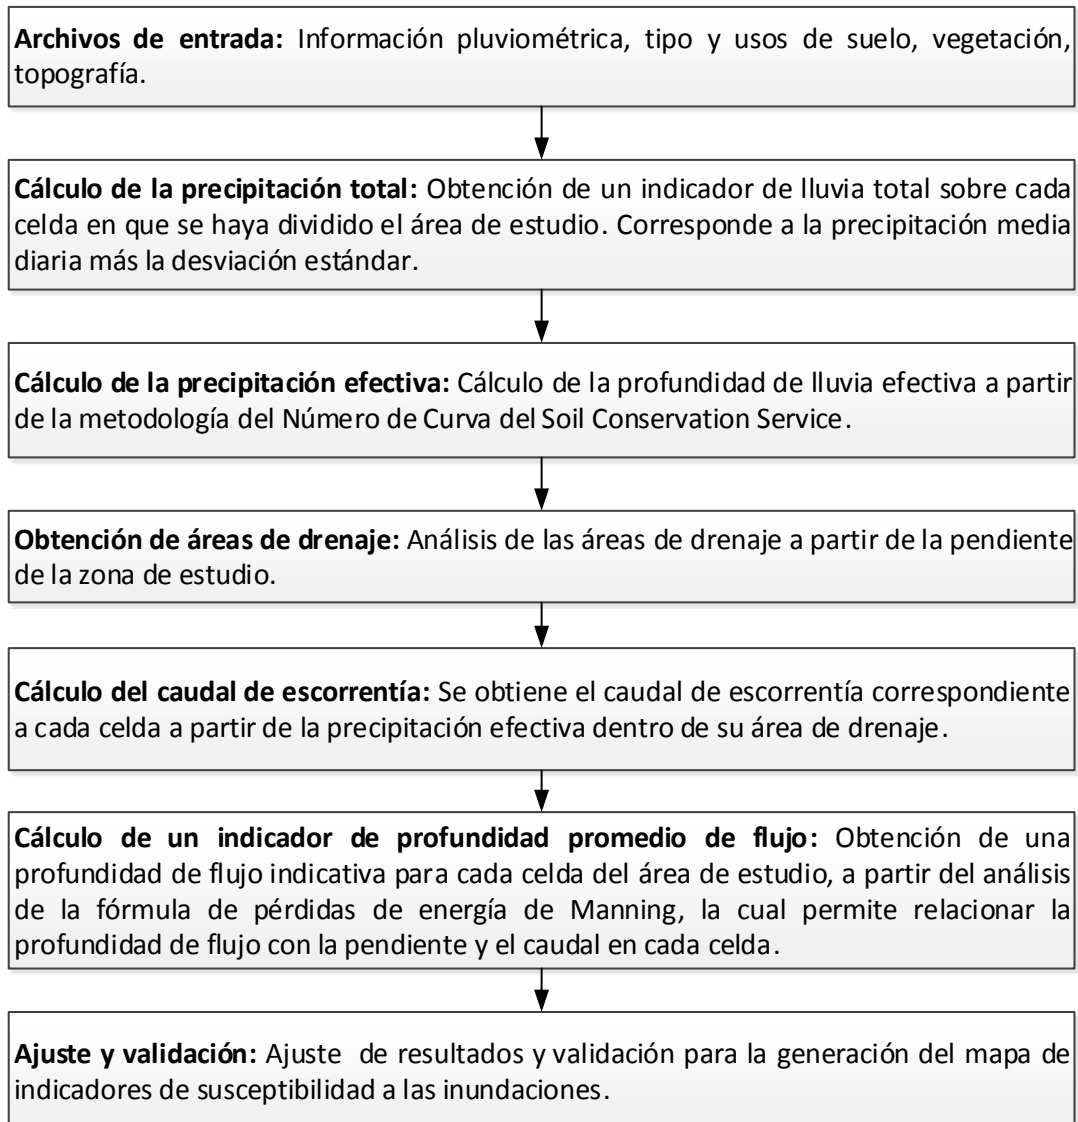 Archivos de entrada: Información pluviométrica, tipo y usos de suelo, vegetación,
topografía.
Cálculo de la precipitación total: Obtención de un indicador de lluvia total sobre cada
celda en que se haya dividido el área de estudio. Corresponde a la precipitación media
diaria más la desviación estándar.
Cálculo de la precipitación efectiva: Cálculo de la profundidad de lluvia efectiva a partir
de la metodología del Número de Curva del Soil Conservation Service.
Obtención de áreas de drenaje: Análisis de las áreas de drenaje a partir de la pendiente
de la zona de estudio.
Cálculo del caudal de escorrentía: Se obtiene el caudal de escorrentía correspondiente
a cada celda a partir de la precipitación efectiva dentro de su área de drenaje.
Cálculo de un indicador de profundidad promedio de flujo: Obtención de una
profundidad de flujo indicativa para cada celda del área de estudio, a partir del análisis
de la fórmula de pérdidas de energía de Manning, la cual permite relacionar la
profundidad de flujo con la pendiente y el caudal en cada celda.
Ajuste y validación: Ajuste de resultados y validación para la generación del mapa de
indicadores de susceptibilidad a las inundaciones.